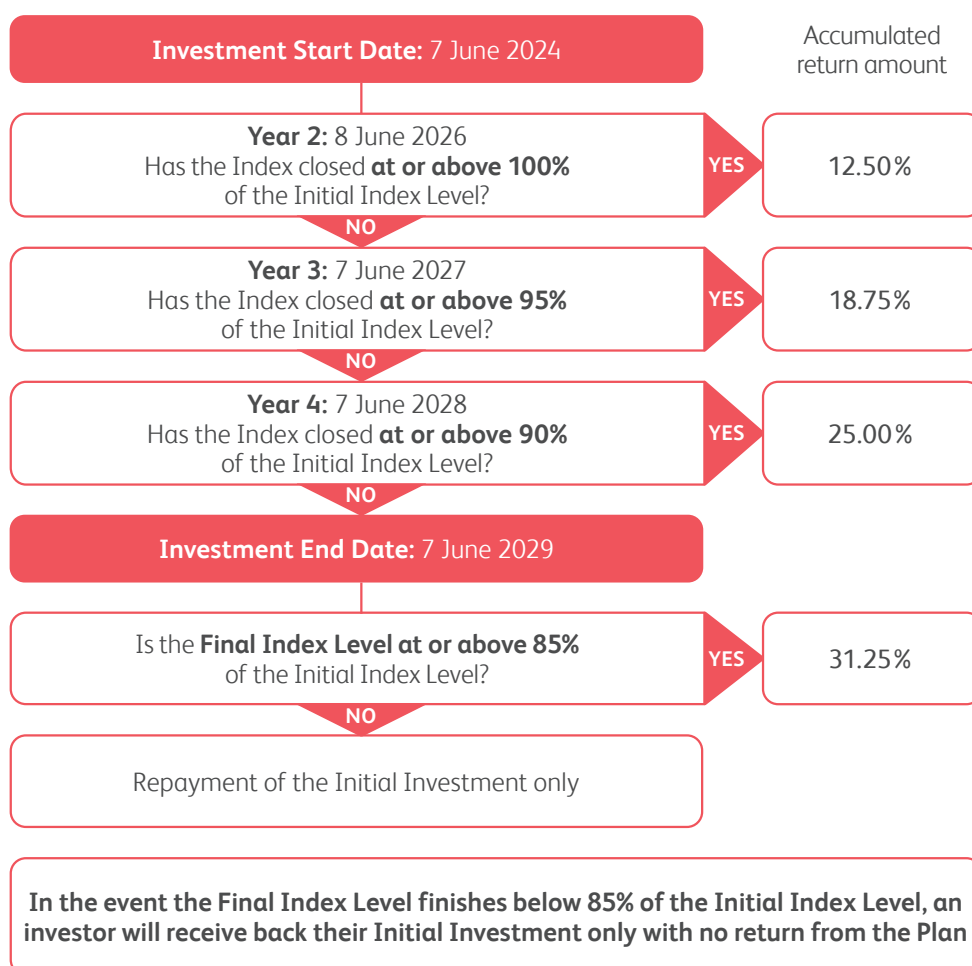 Investment Start Date: 7 June 2024
Accumulated
return amount
Year 2: 8 June 2026
Has the Index closed at or above 100%
of the Initial Index Level?
YES
12.50%
NO
Year 3: 7 June 2027
Has the Index closed at or above 95%
of the Initial Index Level?
YES
18.75%
NO
Year 4: 7 June 2028
Has the Index closed at or above 90%
of the Initial Index Level?
YES
25.00%
NO
Investment End Date: 7 June 2029
Is the Final Index Level at or above 85%
of the Initial Index Level?
YES
31.25%
NO
Repayment of the Initial Investment only
In the event the Final Index Level finishes below 85% of the Initial Index Level, an
investor will receive back their Initial Investment only with no return from the Plan